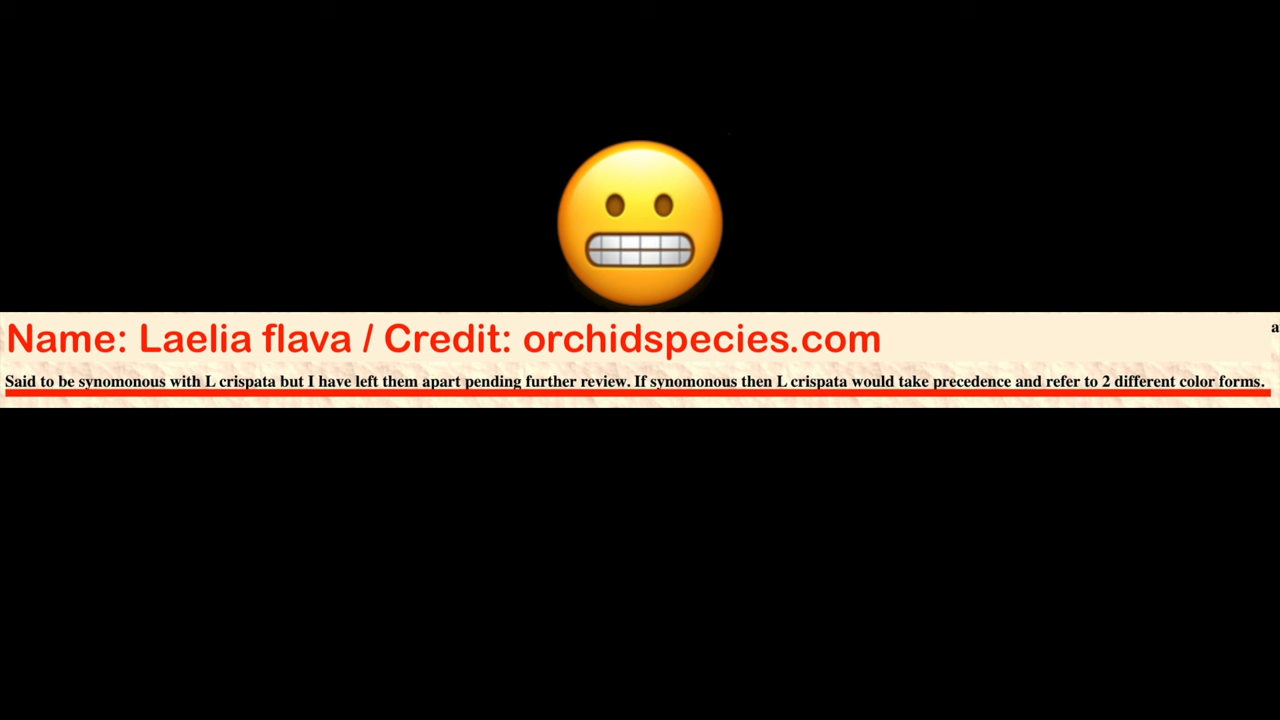 Name: Laelia flava / Credit: orchidspecies.com
a
Said to be synomonous with L crispata but I have left them apart pending further review. If synomonous then L crispata would take precedence and refer to 2 different color forms.